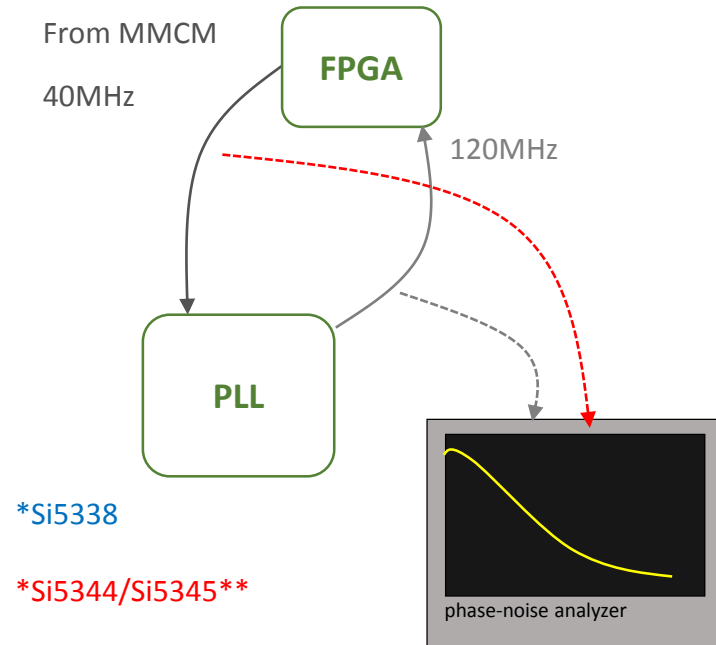 From MMCM
40MHz
FPGA
120MHz
PLL
*Si5338
*Si5344/Si5345**
phase-noise analyzer